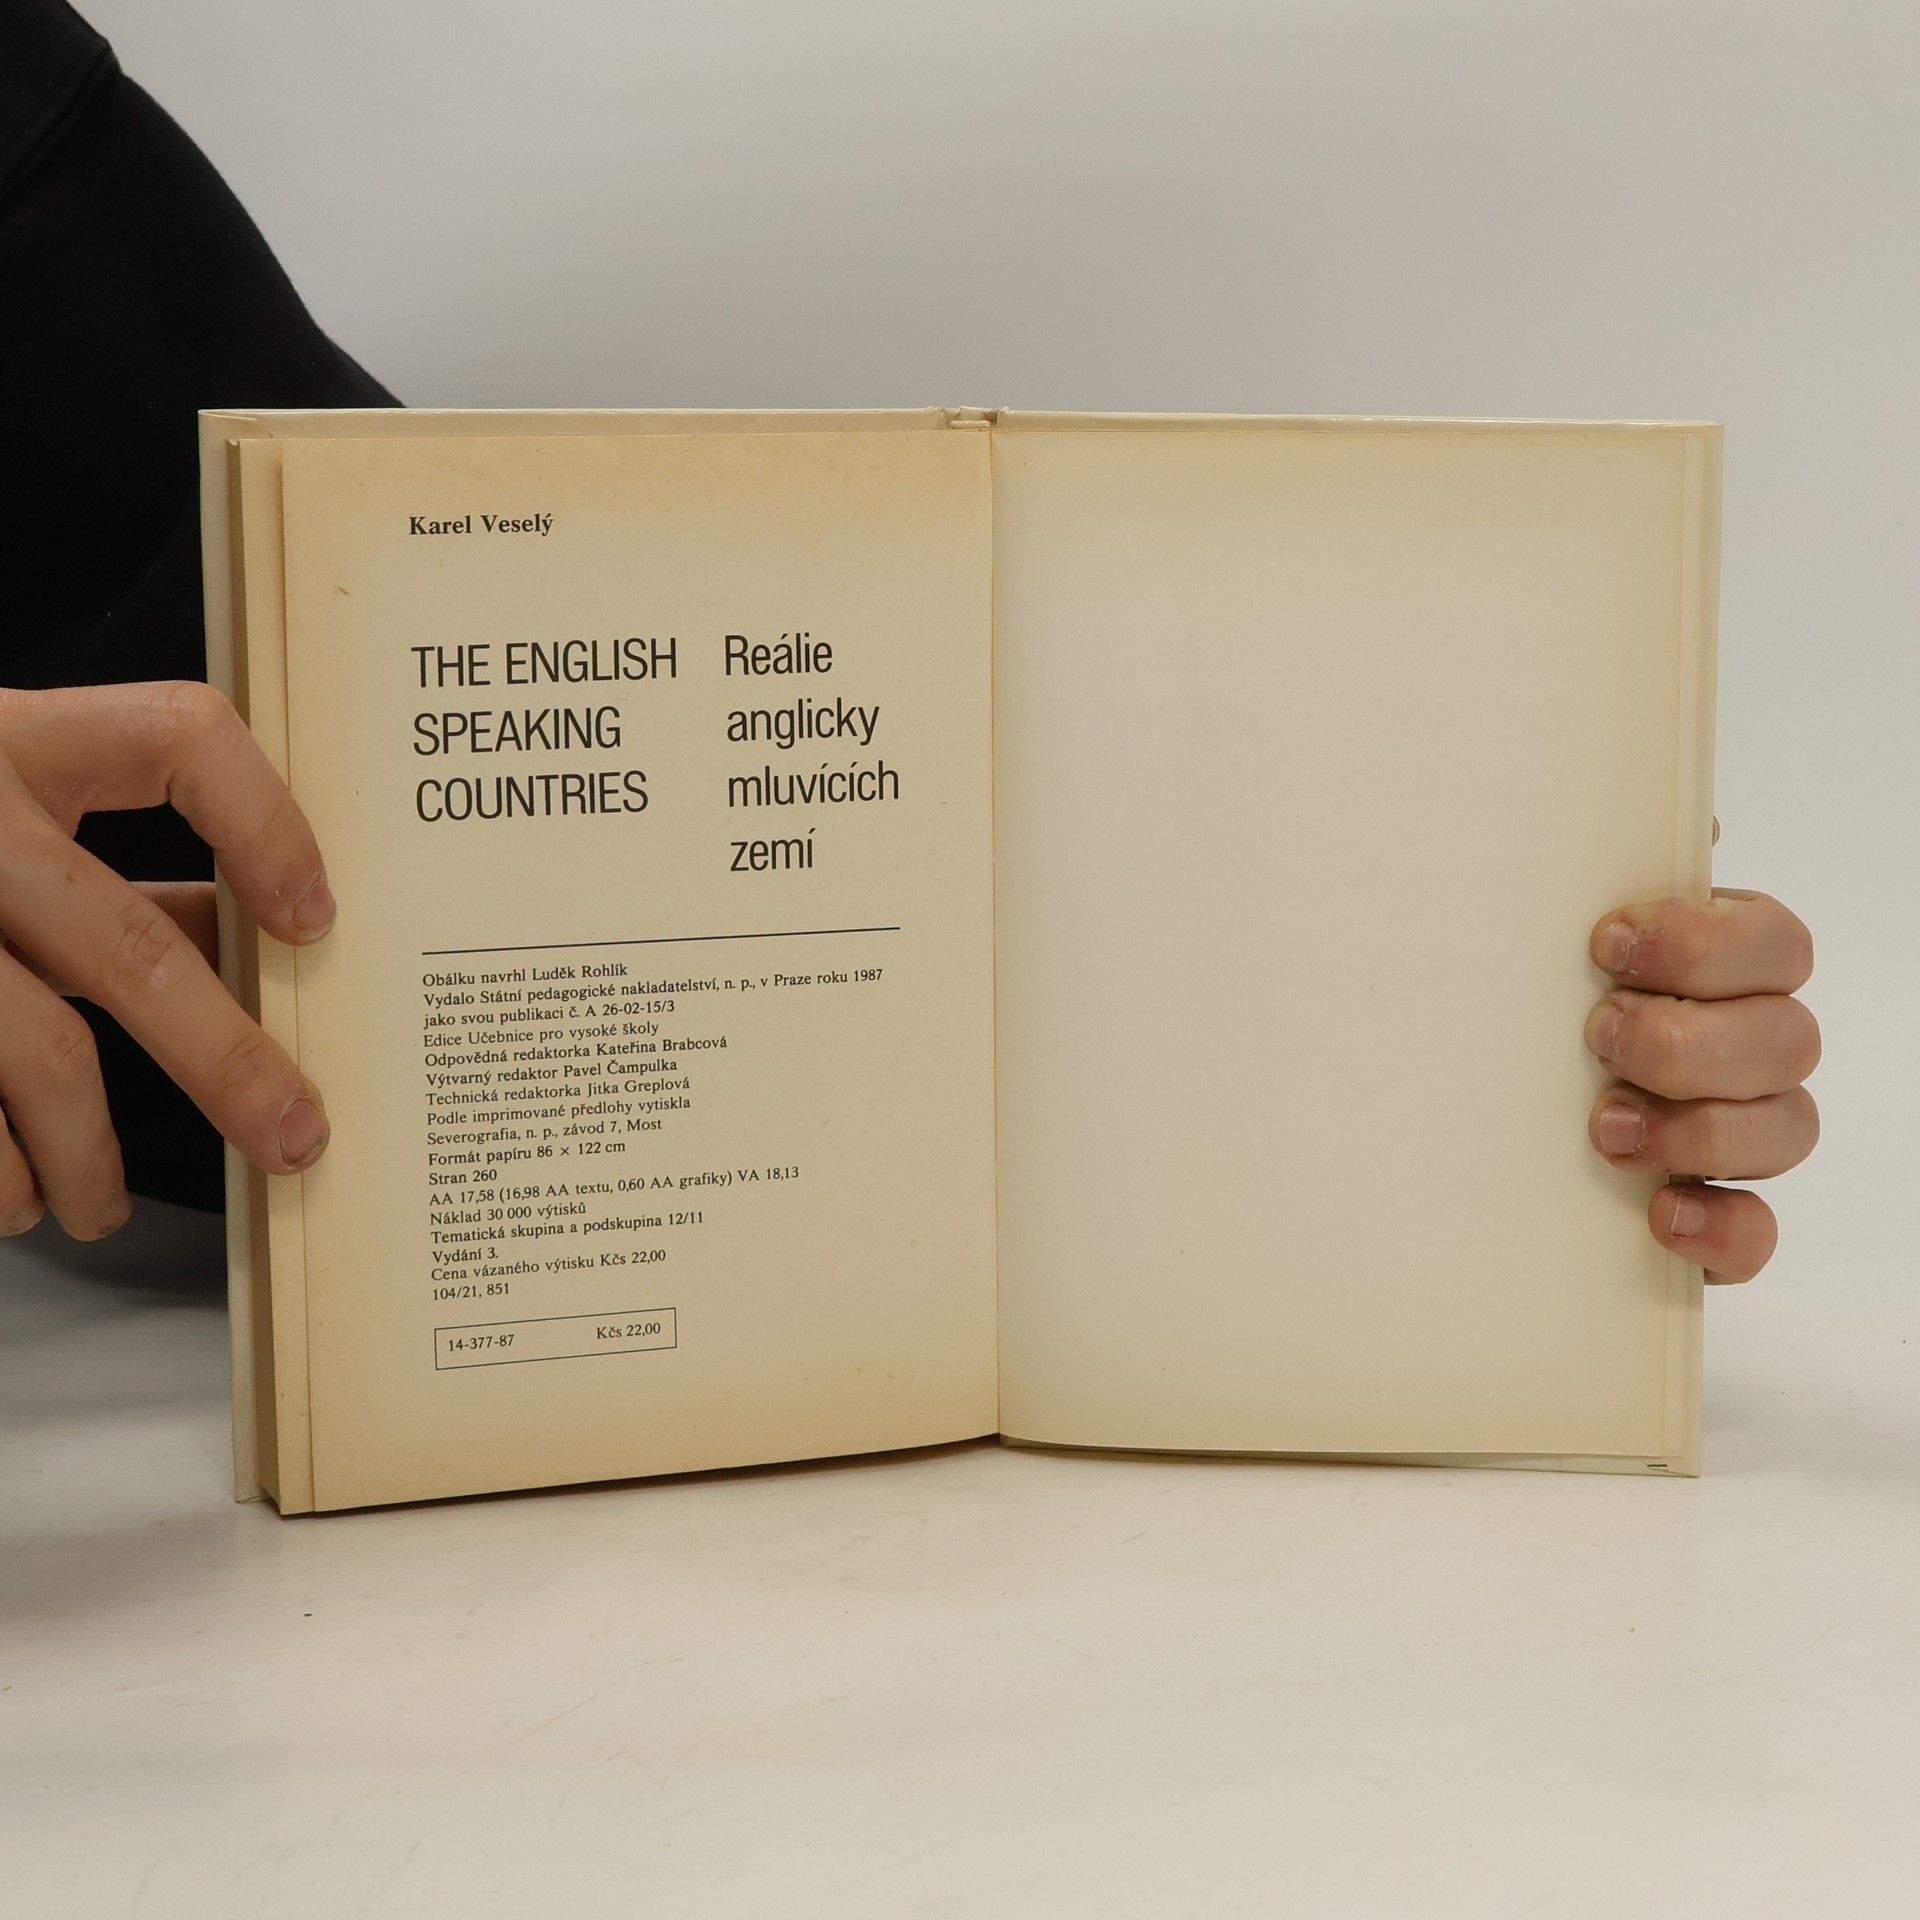 Karel Veselý
THE ENGLISH
SPEAKING
COUNTRIES
Reálie
anglicky
mluvících
zemí
Obálku navrhl Luděk Rohlík
Vydalo Státní pedagogické nakladatelství, n. p., v Praze roku 1987
jako svou publikaci č. A 26-02-15/3
Edice Učebnice pro vysoké školy
Odpovědná redaktorka Kateřina Brabcová
Výtvarný redaktor Pavel Čampulka
Technická redaktorka Jitka Greplová
Podle imprimované předlohy vytiskla
Severografia, n. p., závod 7, Most
Formát papíru 86 × 122 cm
Stran 260
AA 17,58 (16,98 AA textu, 0,60 AA grafiky) VA 18,13
Náklad 30 000 výtisků
Tematická skupina a podskupina 12/11
Vydání 3.
Cena vázaného výtisku Kčs 22,00
104/21, 851
14-377-87 Kčs 22,00